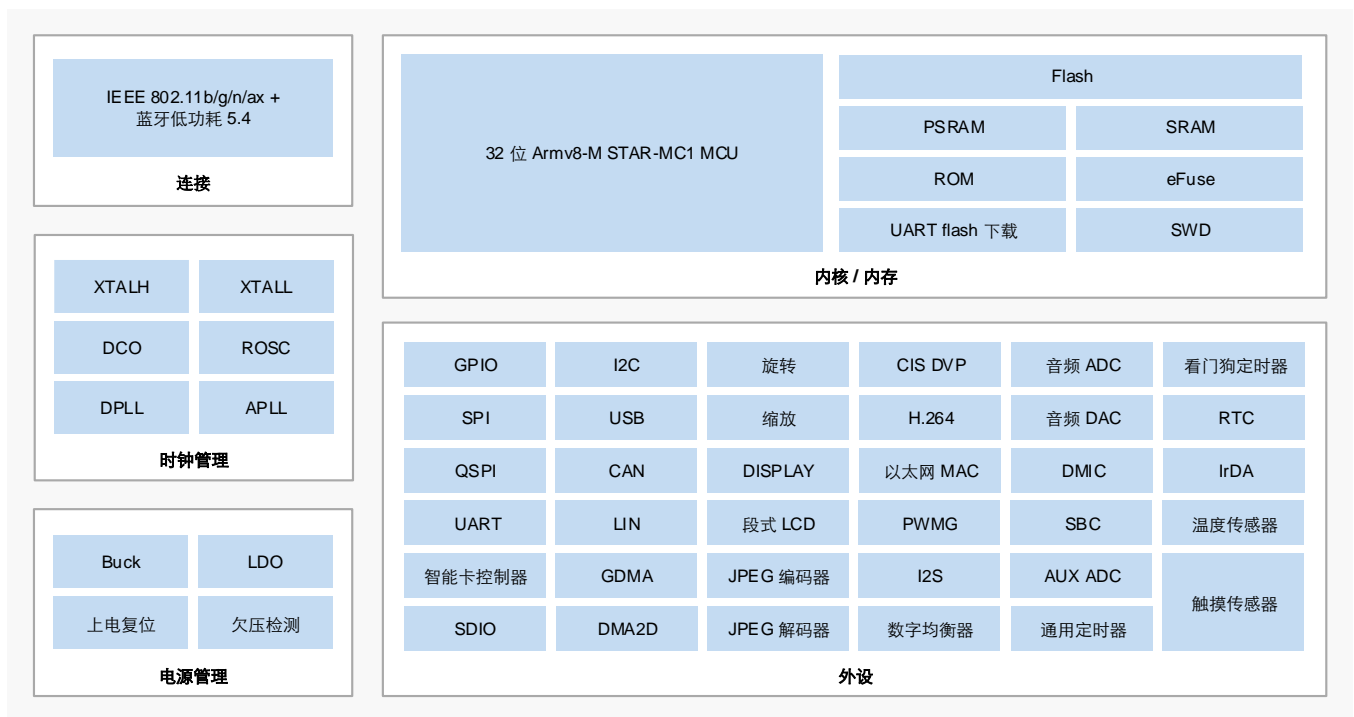 IEEE 802.11b/g/n/ax +
蓝牙低功耗 5.4
连接
XTALH
XTALL
DCO
ROSC
DPLL
APLL
时钟管理
Buck
LDO
上电复位
欠压检测
电源管理
32 位 Armv8-M STAR-MC1 MCU
Flash
PSRAM
SRAM
ROM
eFuse
UART flash 下载
SWD
内核 / 内存
GPIO
I2C
旋转
CIS DVP
音频 ADC
看门狗定时器
SPI
USB
缩放
H.264
音频 DAC
RTC
QSPI
CAN
DISPLAY
以太网 MAC
DMIC
IrDA
UART
LIN
段式 LCD
PWMG
SBC
温度传感器
智能卡控制器
GDMA
JPEG 编码器
I2S
AUX ADC
触摸传感器
SDIO
DMA2D
JPEG 解码器
数字均衡器
通用定时器
外设